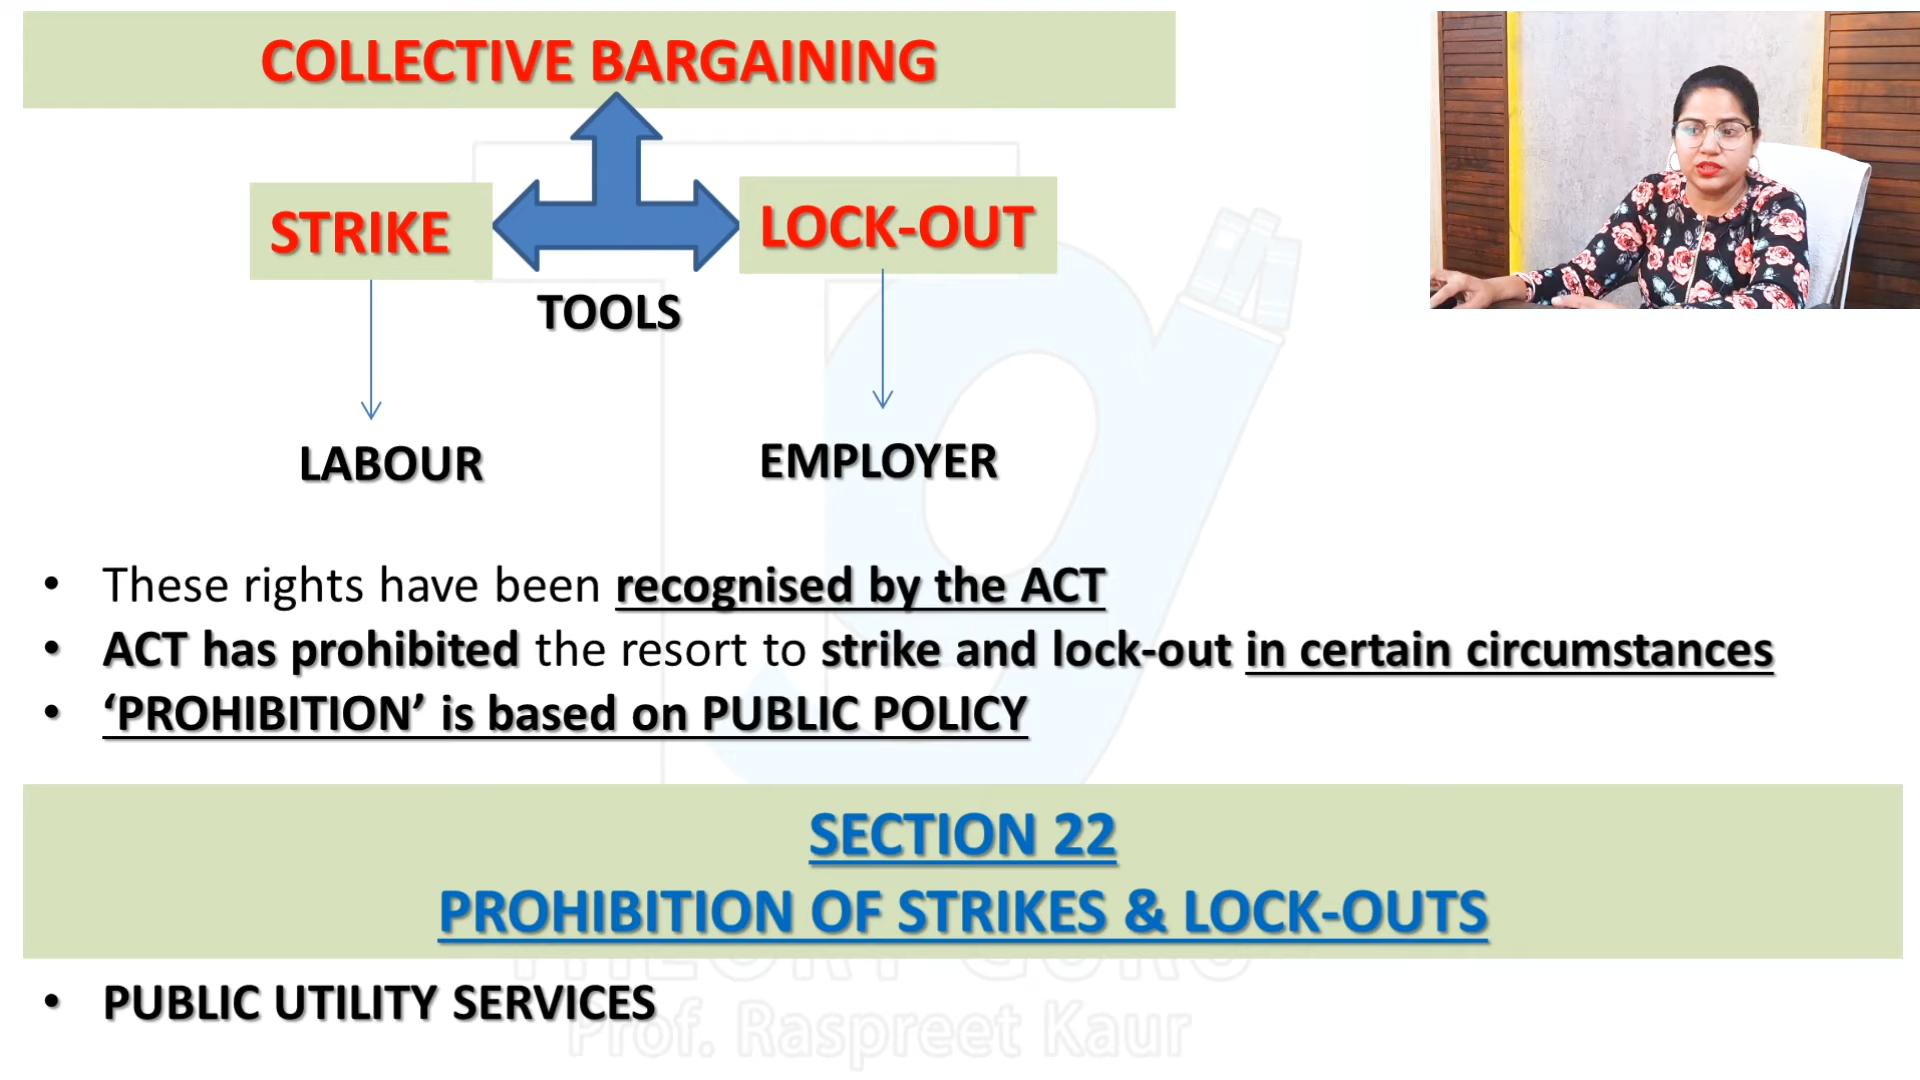 COLLECTIVE BARGAINING
STRIKE
LOCK-OUT
TOOLS
LABOUR
EMPLOYER
• These rights have been recognised by the ACT
• ACT has prohibited the resort to strike and lock-out in certain circumstances
• ‘PROHIBITION’ is based on PUBLIC POLICY
SECTION 22
PROHIBITION OF STRIKES & LOCK-OUTS
THEORY GURU
• PUBLIC UTILITY SERVICES
Prof. Raspreet Kaur